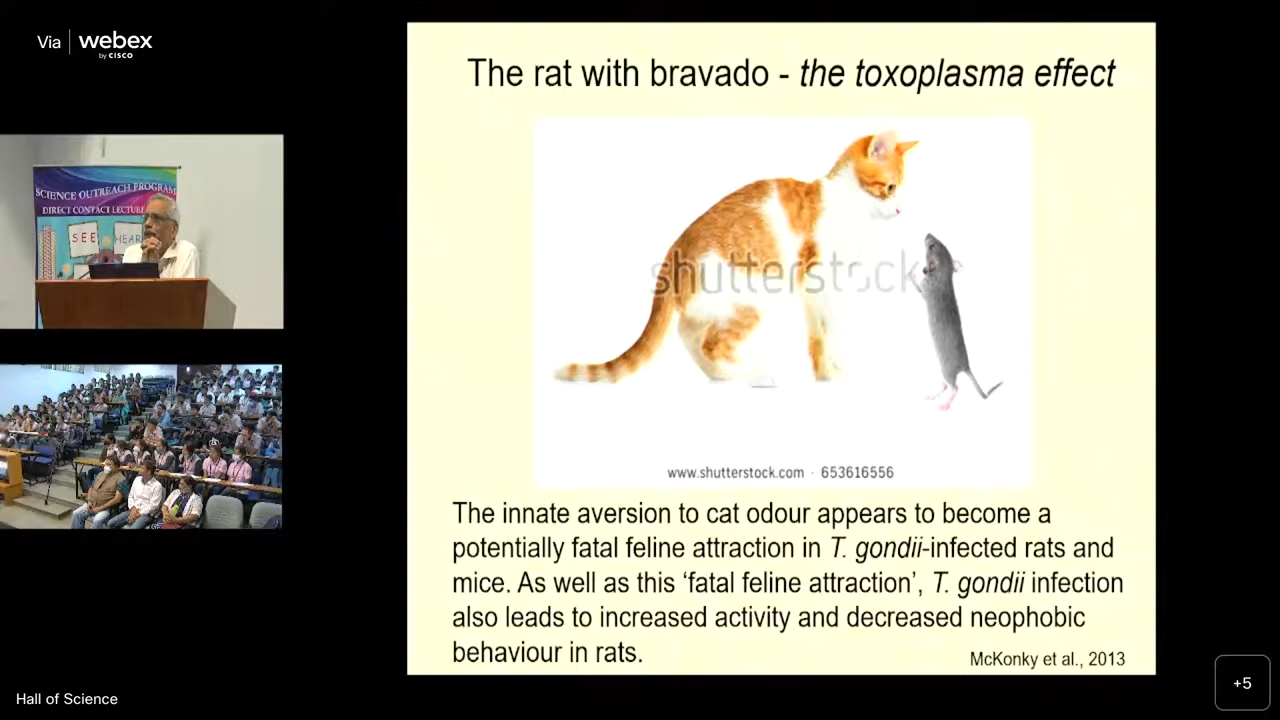 Via webex
by CISCO
The rat with bravado - the toxoplasma effect
SCIENCE OUTREACH PROGRAM
DIRECT CONTACT LECTURE
SEE
HEAR
shutterstock
www.shutterstock.com · 653616556
The innate aversion to cat odour appears to become a
potentially fatal feline attraction in T. gondii-infected rats and
mice. As well as this ‘fatal feline attraction’, T. gondii infection
also leads to increased activity and decreased neophobic
behaviour in rats.
McKonky et al., 2013
Hall of Science
+5